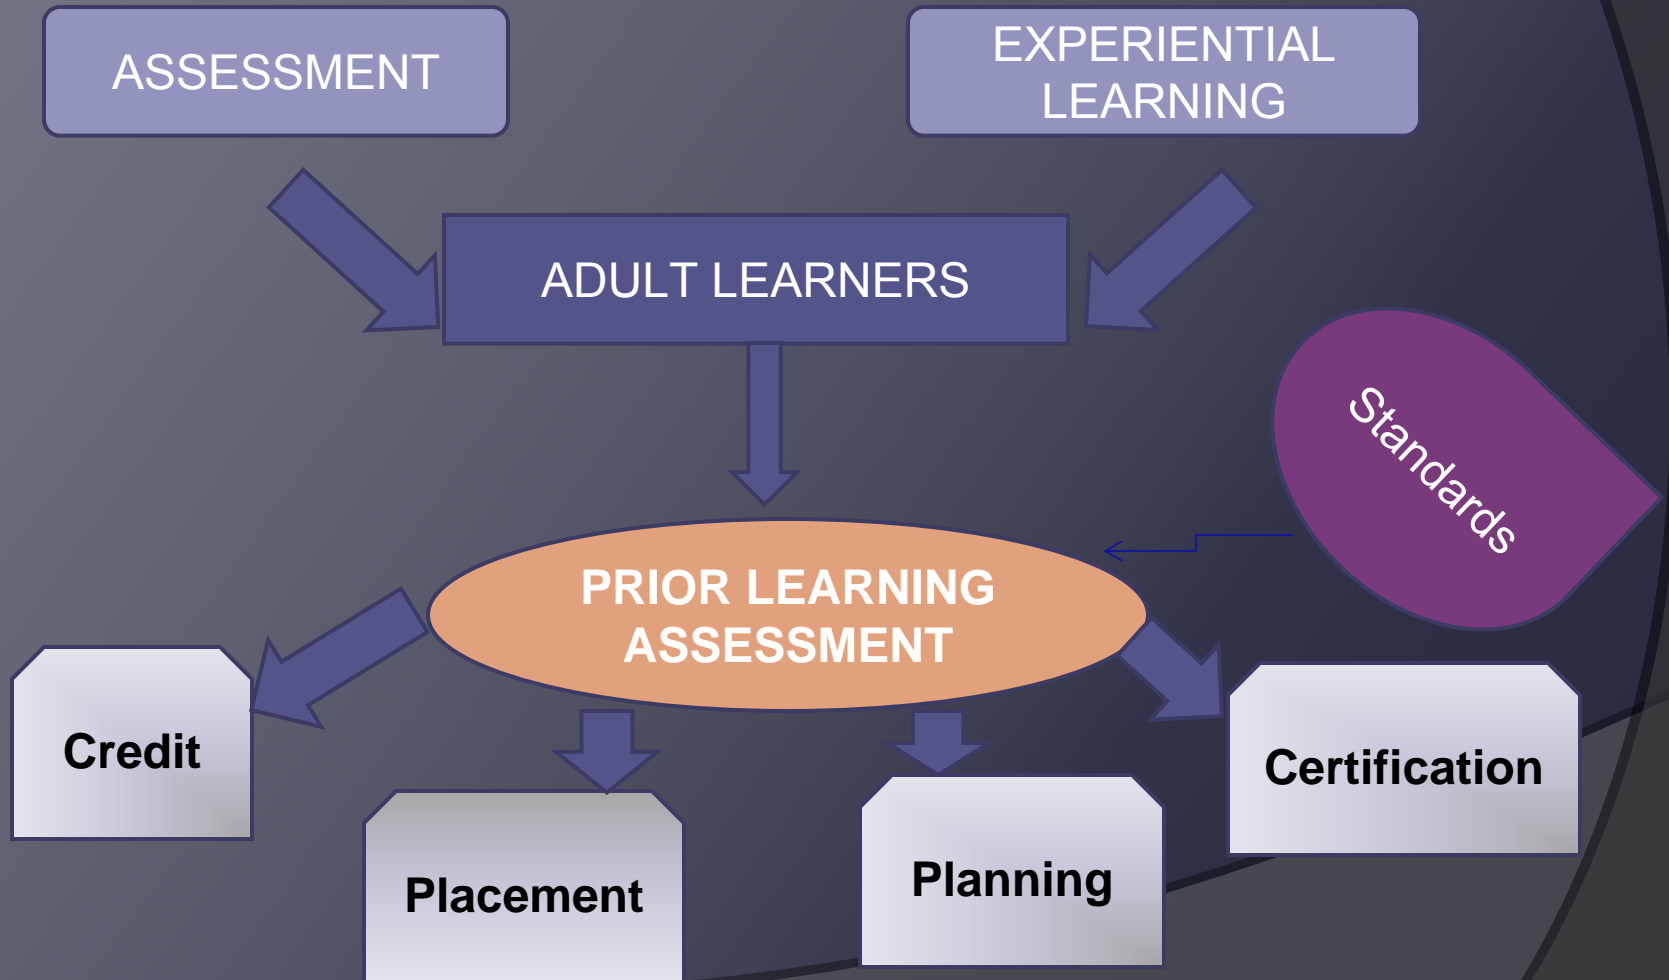 ASSESSMENT
EXPERIENTIAL
LEARNING
ADULT LEARNERS
Standards
PRIOR LEARNING
ASSESSMENT
Credit
Placement
Planning
Certification